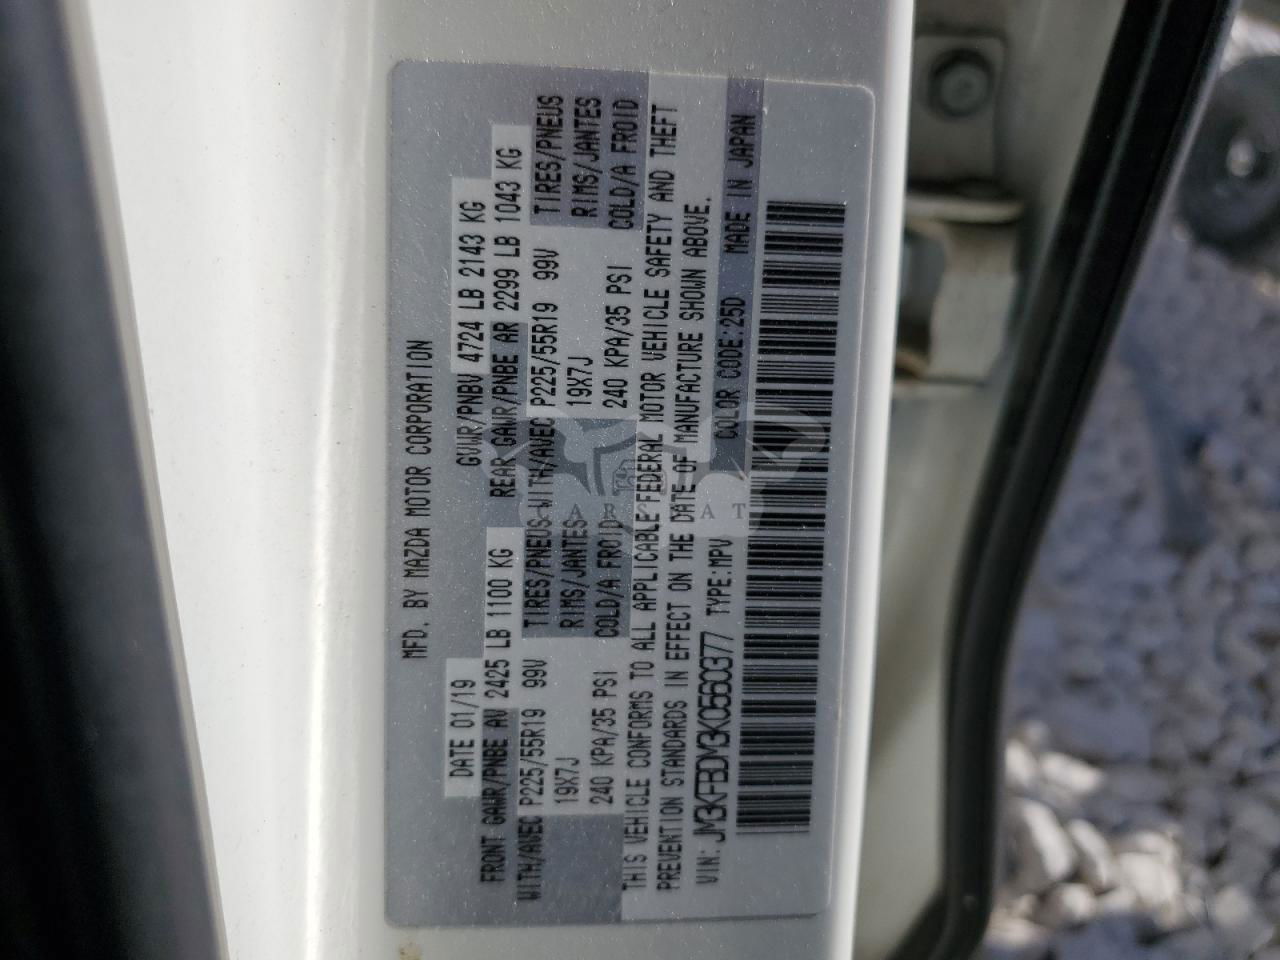 MFD. BY MAZDA MOTOR CORPORATION
DATE 01/19 GVWR/PNBV 4724 LB 2143 KG
FRONT GAWR/PNBE AV 2425 LB 1100 KG REAR GAWR/PNBE AR 2299 LB 1043 KG
WITH/AVEC P225/55R19 99V TIRES/PNEUS WITH/AVEC P225/55R19 99V TIRES/PNEUS
19X7J RIMS/JANTES 19X7J RIMS/JANTES
240 KPA/35 PSI COLD/A FROID 240 KPA/35 PSI COLD/A FROID
THIS VEHICLE CONFORMS TO ALL APPLICABLE FEDERAL MOTOR VEHICLE SAFETY AND THEFT
PREVENTION STANDARDS IN EFFECT ON THE DATE OF MANUFACTURE SHOWN ABOVE.
VIN: JM3KFBDM3K0560377 TYPE:MPV COLOR CODE:25D MADE IN JAPAN